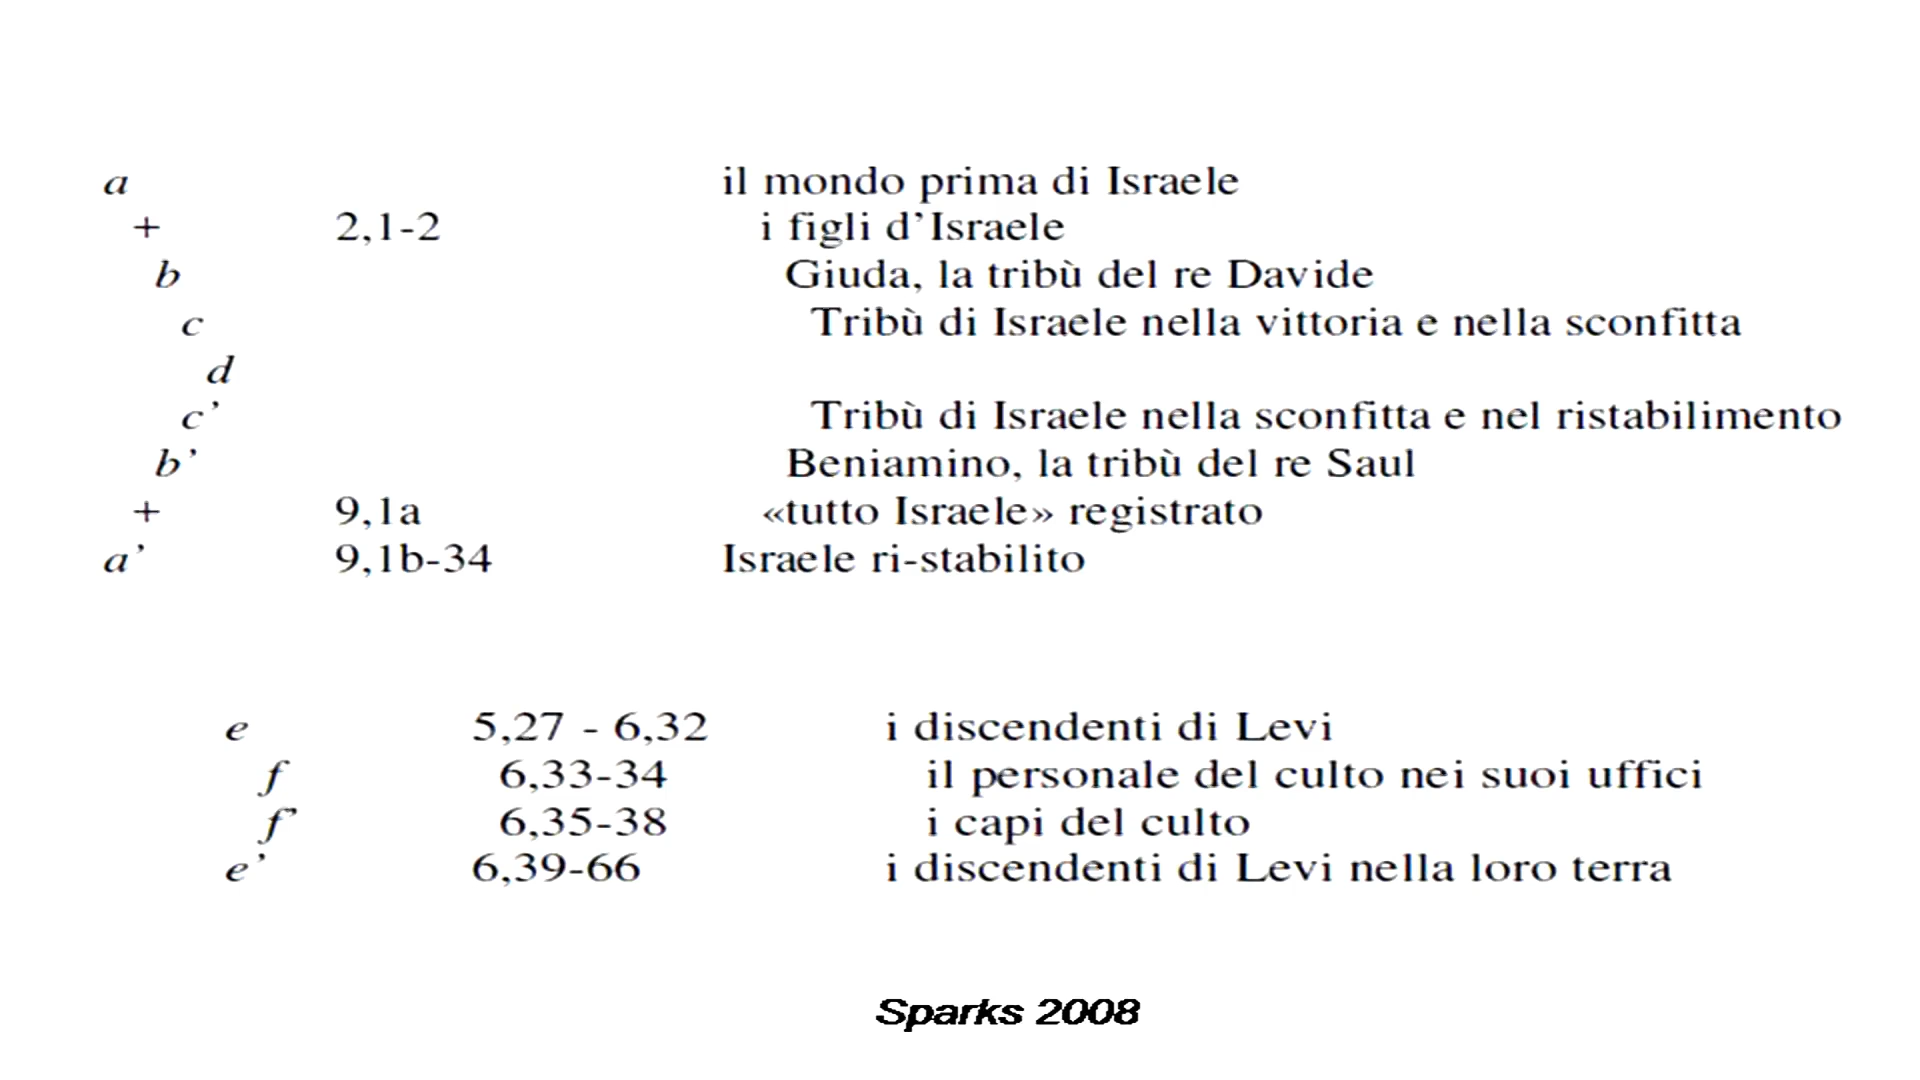 a il mondo prima di Israele
+ 2,1-2 i figli d’Israele
b Giuda, la tribù del re Davide
c Tribù di Israele nella vittoria e nella sconfitta
d
c’ Tribù di Israele nella sconfitta e nel ristabilimento
b’ Beniamino, la tribù del re Saul
+ 9,1a «tutto Israele» registrato
a’ 9,1b-34 Israele ri-stabilito
e 5,27 - 6,32 i discendenti di Levi
f 6,33-34 il personale del culto nei suoi uffici
f’ 6,35-38 i capi del culto
e’ 6,39-66 i discendenti di Levi nella loro terra
Sparks 2008